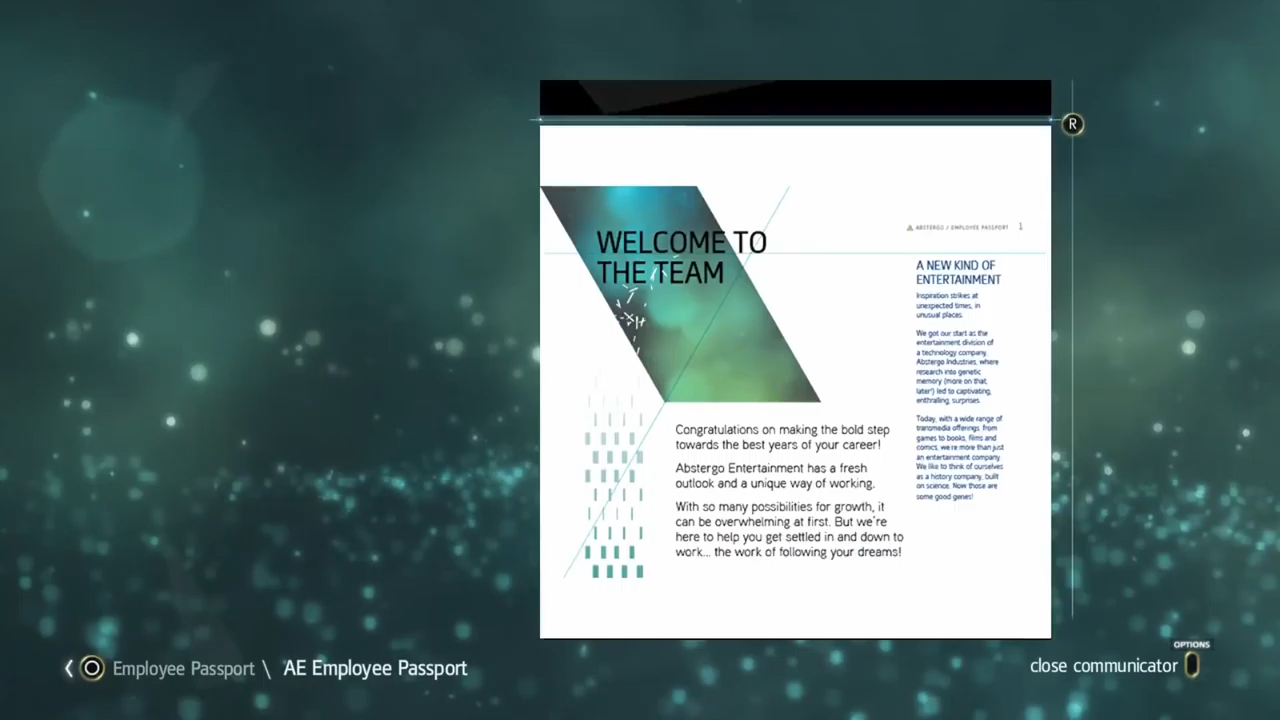 R
WELCOME TO
THE TEAM
ABSTERGO / EMPLOYEE PASSPORT 1
A NEW KIND OF
ENTERTAINMENT
Inspiration strikes at
unexpected times, in
unusual places.
We got our start as the
entertainment division of
a technology company,
Abstergo Industries, where
research into genetic
memory (more on that,
later!) led to captivating,
enthralling, surprises.
Today, with a wide range of
transmedia offerings, from
games to books, films and
comics, we're more than just
an entertainment company.
We like to think of ourselves
as a history company, built
on science. Now those are
some good genes!
Congratulations on making the bold step
towards the best years of your career!
Abstergo Entertainment has a fresh
outlook and a unique way of working.
With so many possibilities for growth, it
can be overwhelming at first. But we're
here to help you get settled in and down to
work... the work of following your dreams!
Employee Passport \ AE Employee Passport
OPTIONS
close communicator